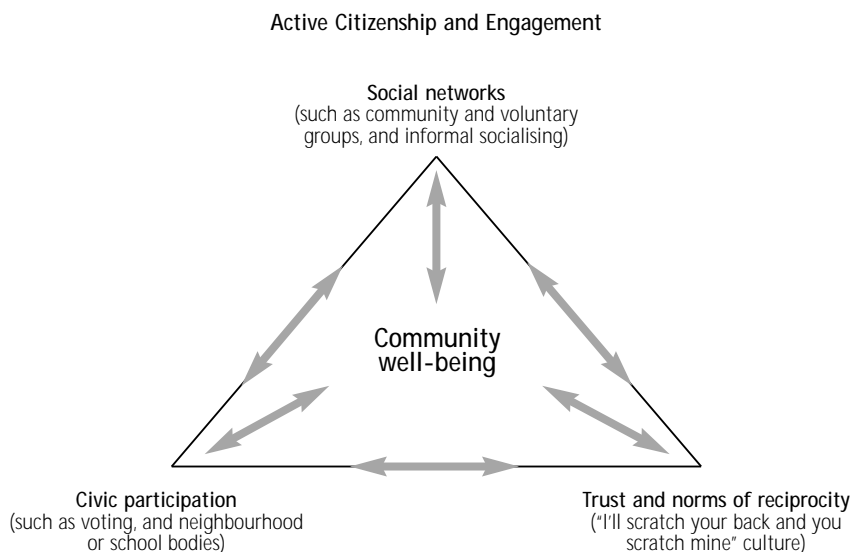 Active Citizenship and Engagement
Social networks
(such as community and voluntary
groups, and informal socialising)
Community
well-being
Civic participation
(such as voting, and neighbourhood
or school bodies)
Trust and norms of reciprocity
("I'll scratch your back and you
scratch mine" culture)